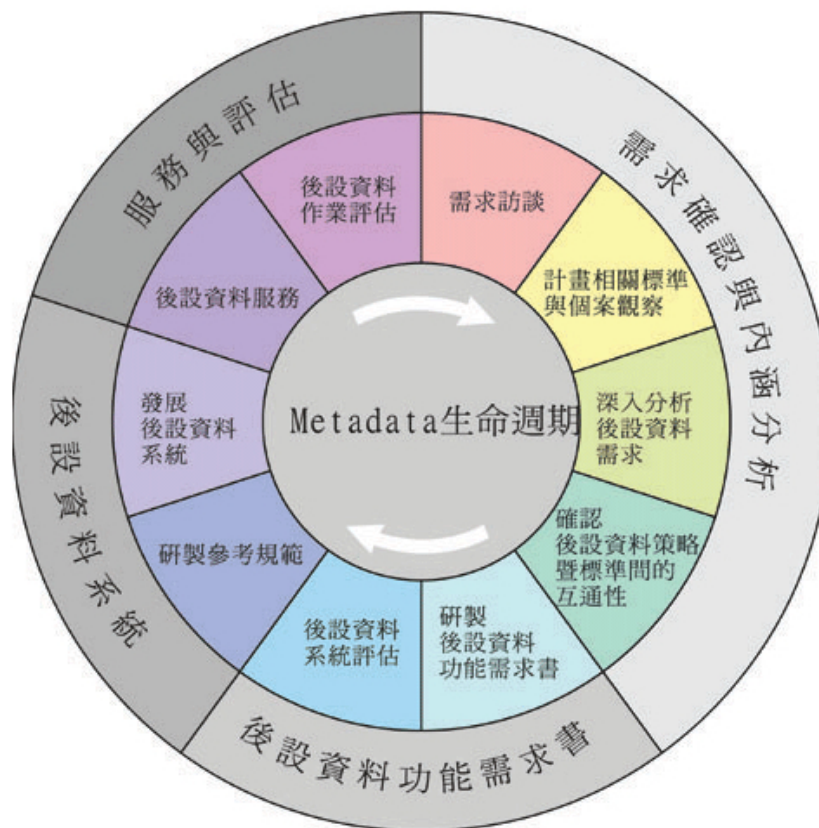 Metadata生命週期
需求確認與內涵分析
需求訪談
計畫相關標準
與個案觀察
深入分析
後設資料
需求
確認
後設資料策略
暨標準間的
互通性
後設資料功能需求書
研製
後設資料
功能需求書
後設資料
系統評估
後設資料系統
研製參考規範
發展
後設資料
系統
服務與評估
後設資料服務
後設資料
作業評估